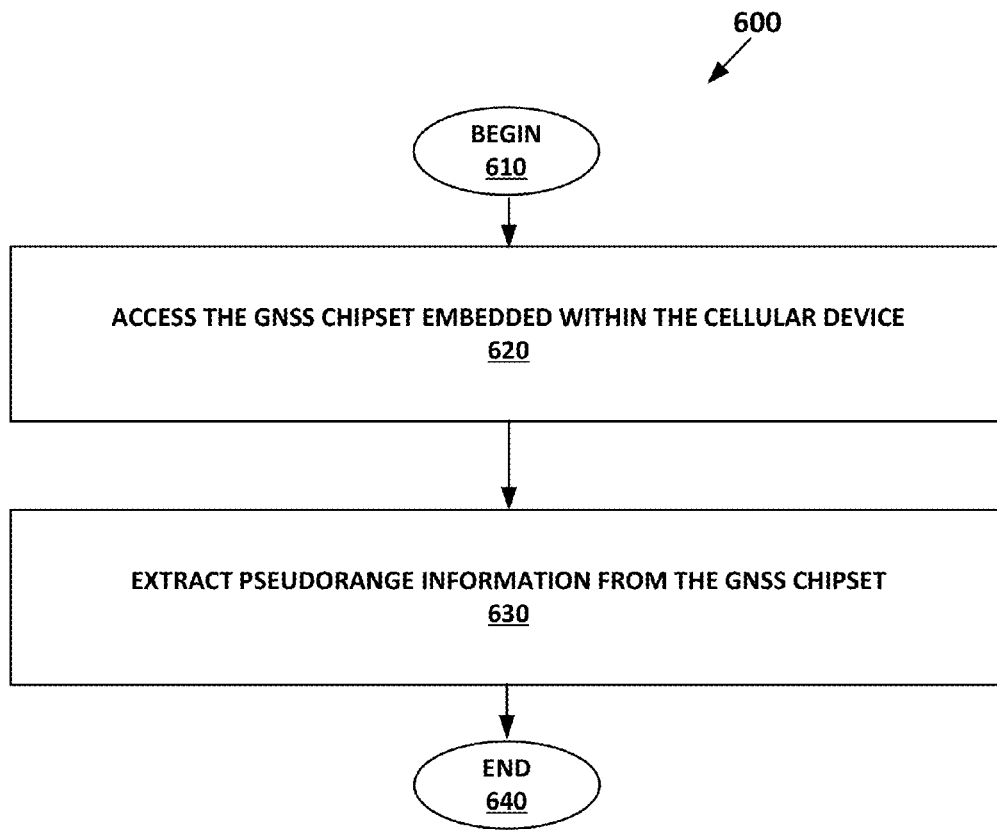 600
BEGIN
610
ACCESS THE GNSS CHIPSET EMBEDDED WITHIN THE CELLULAR DEVICE
620
EXTRACT PSEUDORANGE INFORMATION FROM THE GNSS CHIPSET
630
END
640